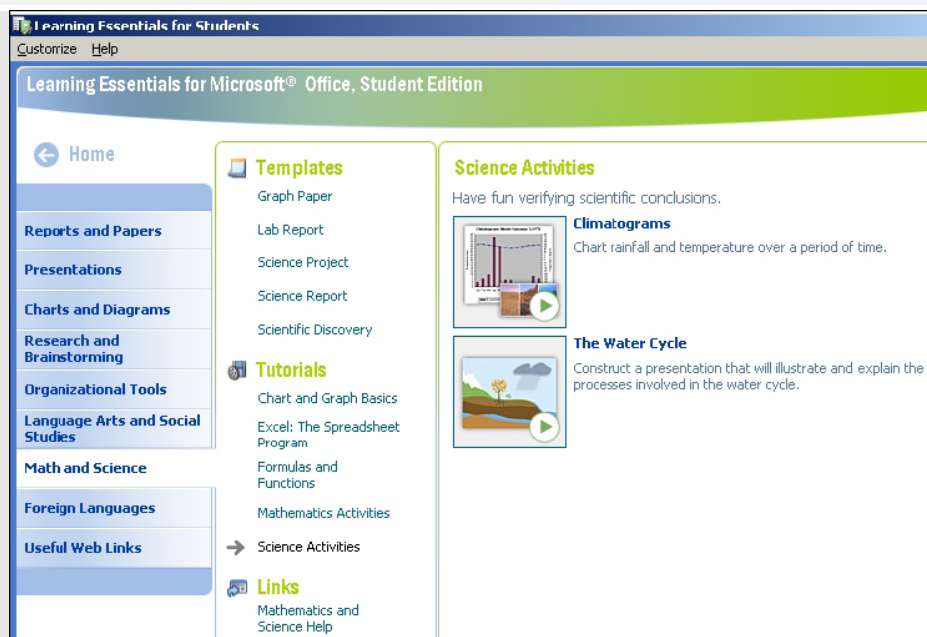 Learning Essentials for Students
Customize Help
Learning Essentials for Microsoft® Office, Student Edition
Home
Reports and Papers
Presentations
Charts and Diagrams
Research and
Brainstorming
Organizational Tools
Language Arts and Social
Studies
Math and Science
Foreign Languages
Useful Web Links
Templates
Graph Paper
Lab Report
Science Project
Science Report
Scientific Discovery
Tutorials
Chart and Graph Basics
Excel: The Spreadsheet
Program
Formulas and
Functions
Mathematics Activities
Science Activities
Links
Mathematics and
Science Help
Science Activities
Have fun verifying scientific conclusions.
Climatograms
Chart rainfall and temperature over a period of time.
The Water Cycle
Construct a presentation that will illustrate and explain the
processes involved in the water cycle.